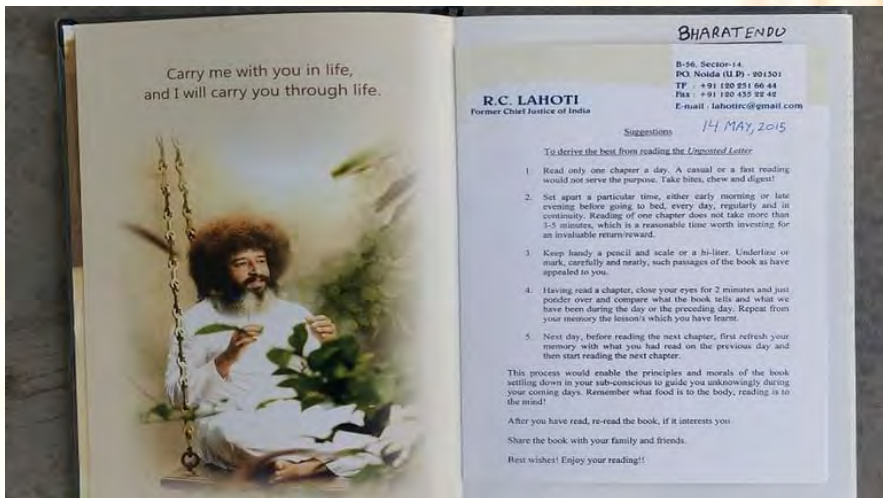 Carry me with you in life,
and I will carry you through life.
BHARATENDU
B-56, Sector-14,
PO. Noida (U.P) - 201301
TF : +91 120 251 66 44
Fax : +91 120 435 22 42
E-mail : lahotirc@gmail.com
R.C. LAHOTI
Former Chief Justice of India
14 MAY, 2015
Suggestions
To derive the best from reading the Unposted Letter
1. Read only one chapter a day. A casual or a fast reading
would not serve the purpose. Take bites, chew and digest!
2. Set apart a particular time, either early morning or late
evening before going to bed, every day, regularly and in
continuity. Reading of one chapter does not take more than
3-5 minutes, which is a reasonable time worth investing for
an invaluable return/reward.
3. Keep handy a pencil and scale or a hi-liter. Underline or
mark, carefully and neatly, such passages of the book as have
appealed to you.
4. Having read a chapter, close your eyes for 2 minutes and just
ponder over and compare what the book tells and what we
have been during the day or the preceding day. Repeat from
your memory the lesson/s which you have learnt.
5. Next day, before reading the next chapter, first refresh your
memory with what you had read on the previous day and
then start reading the next chapter.
This process would enable the principles and morals of the book
settling down in your sub-conscious to guide you unknowingly during
your coming days. Remember what food is to the body, reading is to
the mind!
After you have read, re-read the book, if it interests you.
Share the book with your family and friends.
Best wishes! Enjoy your reading!!